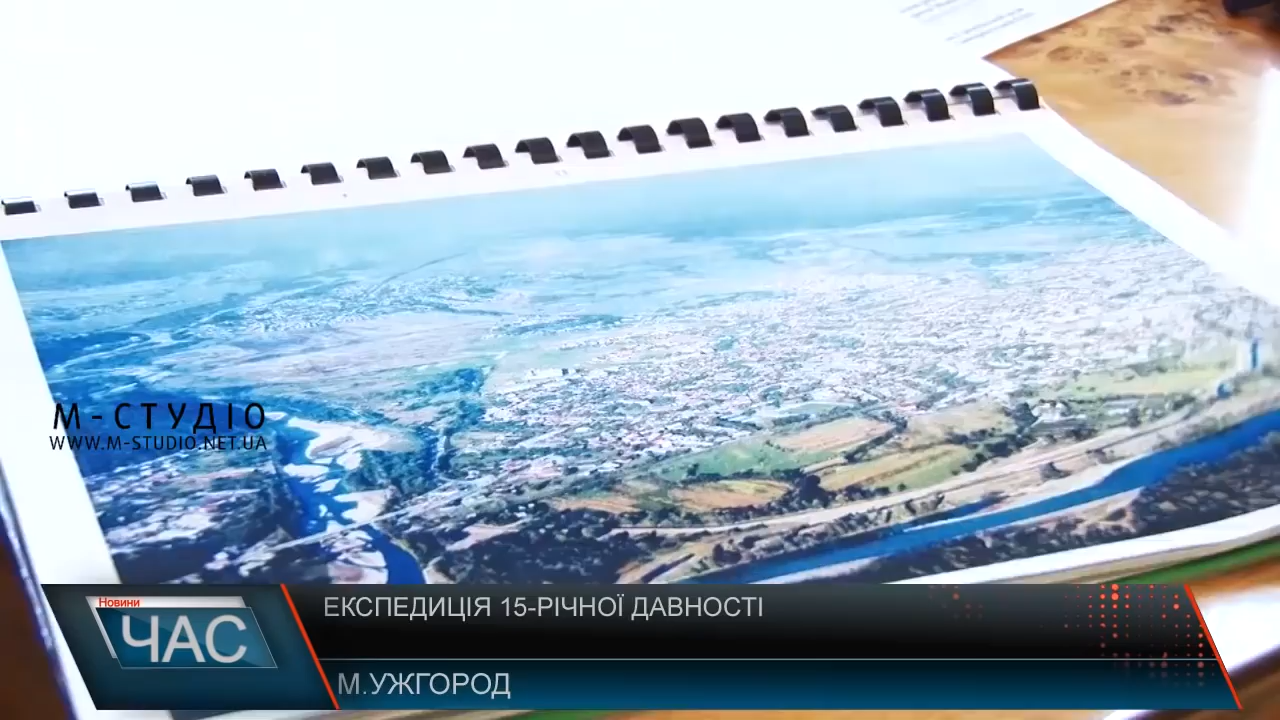 М-СТУДІО
WWW.M-STUDIO.NET.UA
Новини
ЧАС
ЕКСПЕДИЦІЯ 15-РІЧНОЇ ДАВНОСТІ
М.УЖГОРОД